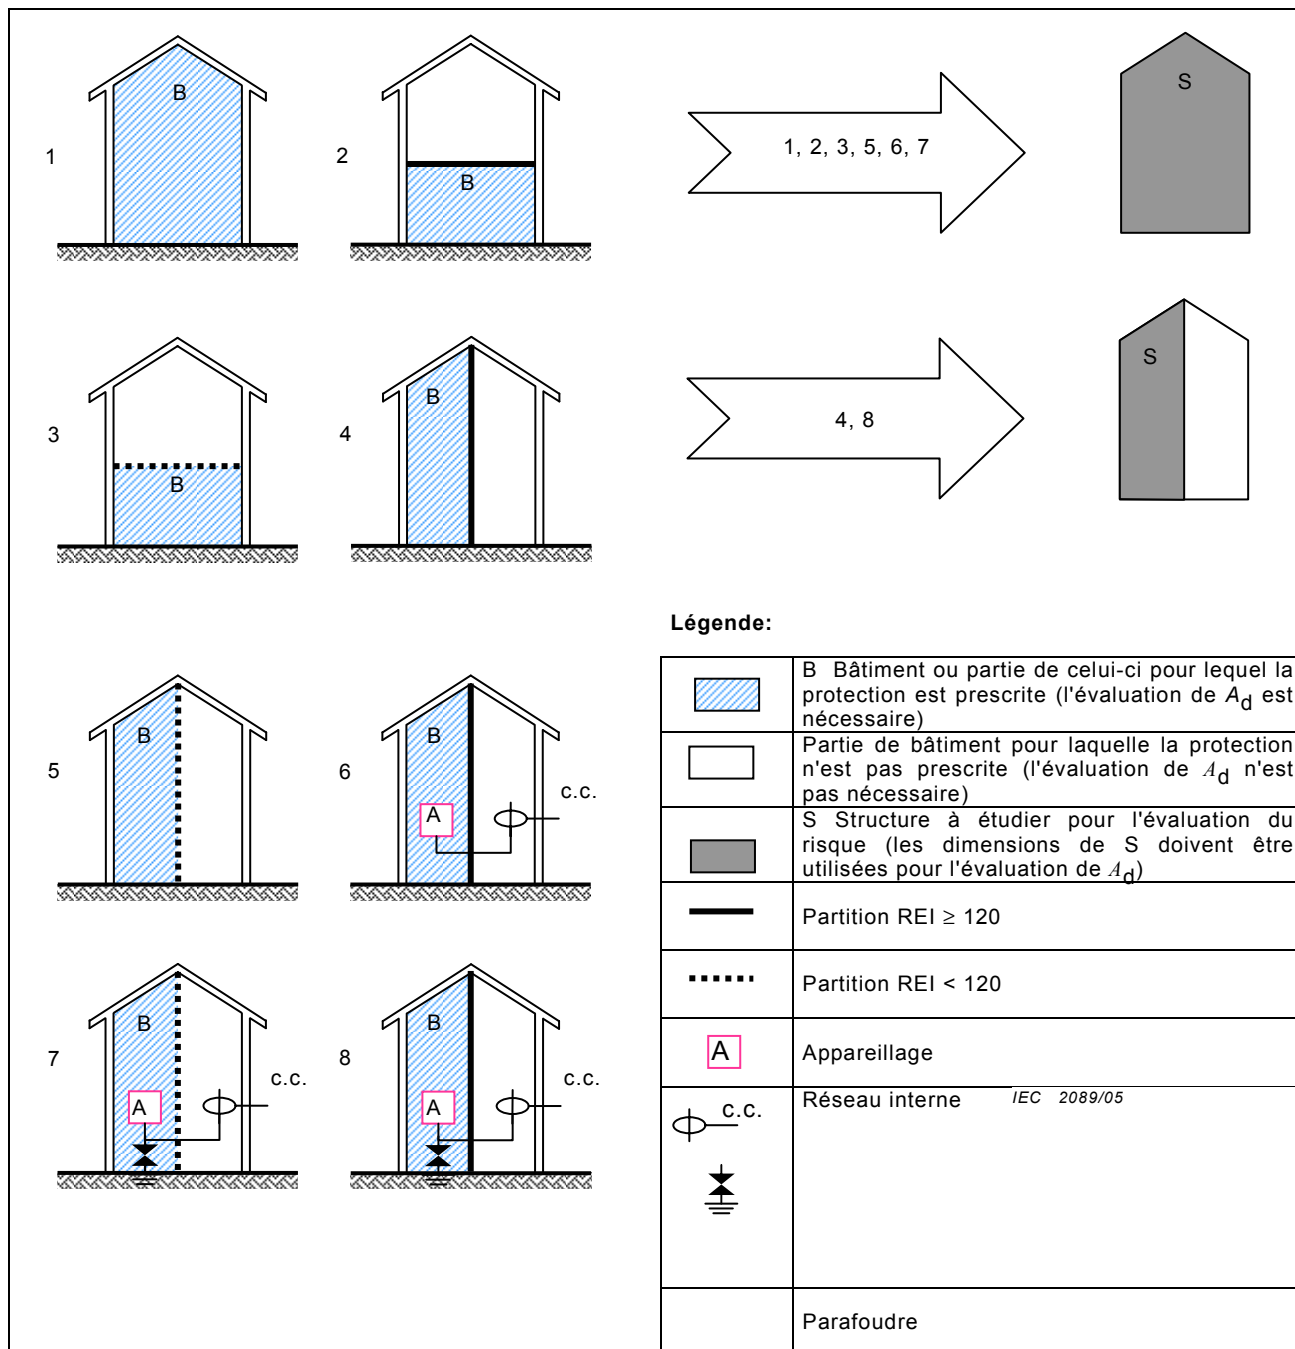 B
1
B
2
1, 2, 3, 5, 6, 7
S
B
3
B
4
4, 8
S
Légende:
B Bâtiment ou partie de celui-ci pour lequel la
protection est prescrite (l'évaluation de Ad est
nécessaire)
Partie de bâtiment pour laquelle la protection
n'est pas prescrite (l'évaluation de Ad n'est
pas nécessaire)
S Structure à étudier pour l'évaluation du
risque (les dimensions de S doivent être
utilisées pour l'évaluation de Ad)
Partition REI ≥ 120
Partition REI < 120
A
Appareillage
c.c.
Réseau interne
IEC 2089/05
Parafoudre
B
5
B
6
A
c.c.
B
7
A
c.c.
B
8
A
c.c.